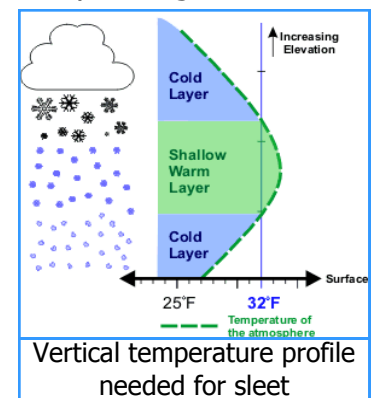 Increasing
Elevation
Cold
Layer
Shallow
Warm
Layer
Cold
Layer
Surface
25°F
32°F
Temperature of
the atmosphere
Vertical temperature profile
needed for sleet